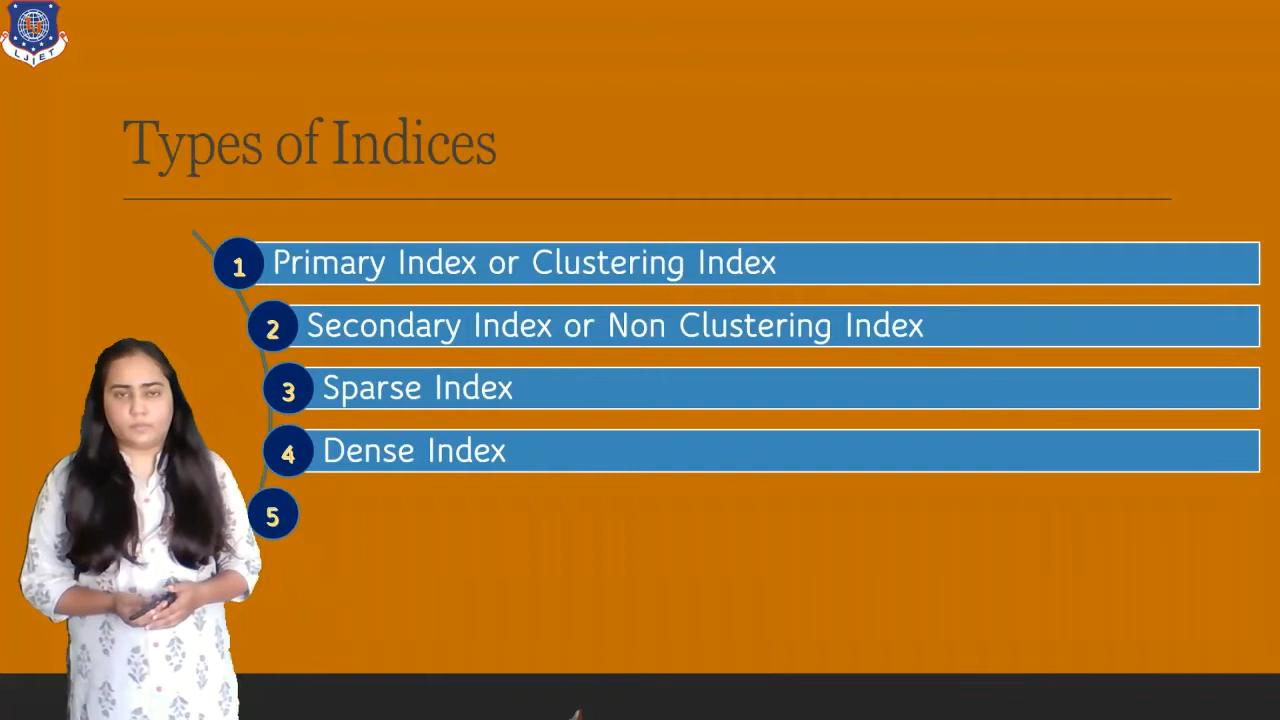 LJIET
Types of Indices
1 Primary Index or Clustering Index
2 Secondary Index or Non Clustering Index
3 Sparse Index
4 Dense Index
5